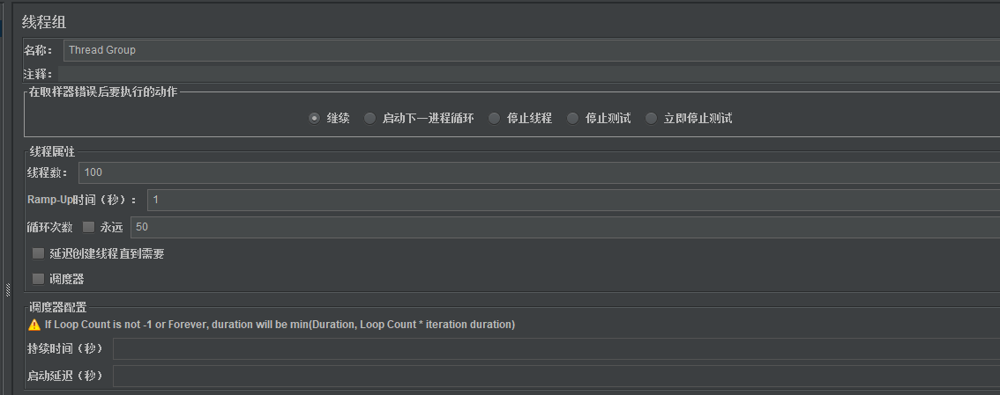 线程组
名称： Thread Group
注释：
在取样器错误后要执行的动作
继续 启动下一进程循环 停止线程 停止测试 立即停止测试
线程属性
线程数： 100
Ramp-Up时间（秒）： 1
循环次数 永远 50
延迟创建线程直到需要
调度器
调度器配置
If Loop Count is not -1 or Forever, duration will be min(Duration, Loop Count * iteration duration)
持续时间（秒）
启动延迟（秒）